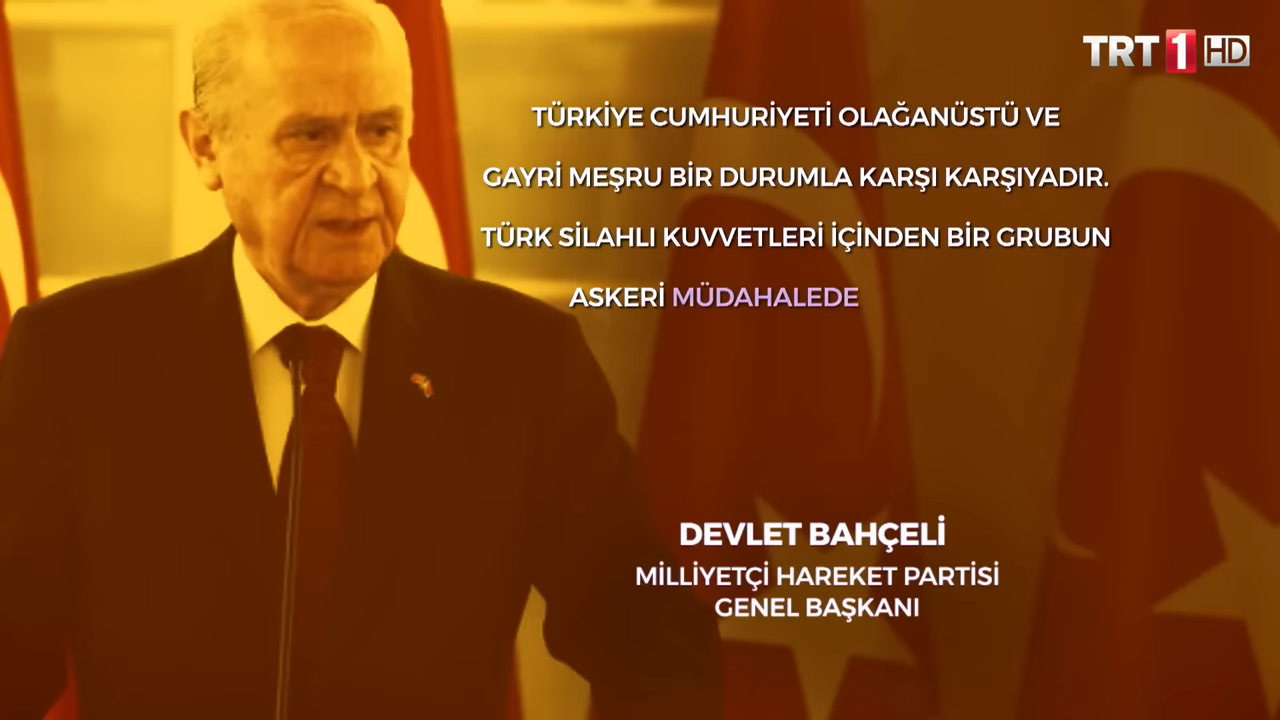 TRT 1 HD
TÜRKİYE CUMHURİYETİ OLAĞANÜSTÜ VE
GAYRİ MEŞRU BİR DURUMLA KARŞI KARŞIYADIR.
TÜRK SİLAHLI KUVVETLERİ İÇİNDEN BİR GRUBUN
ASKERİ MÜDAHALEDE
DEVLET BAHÇELİ
MİLLİYETÇİ HAREKET PARTİSİ
GENEL BAŞKANI